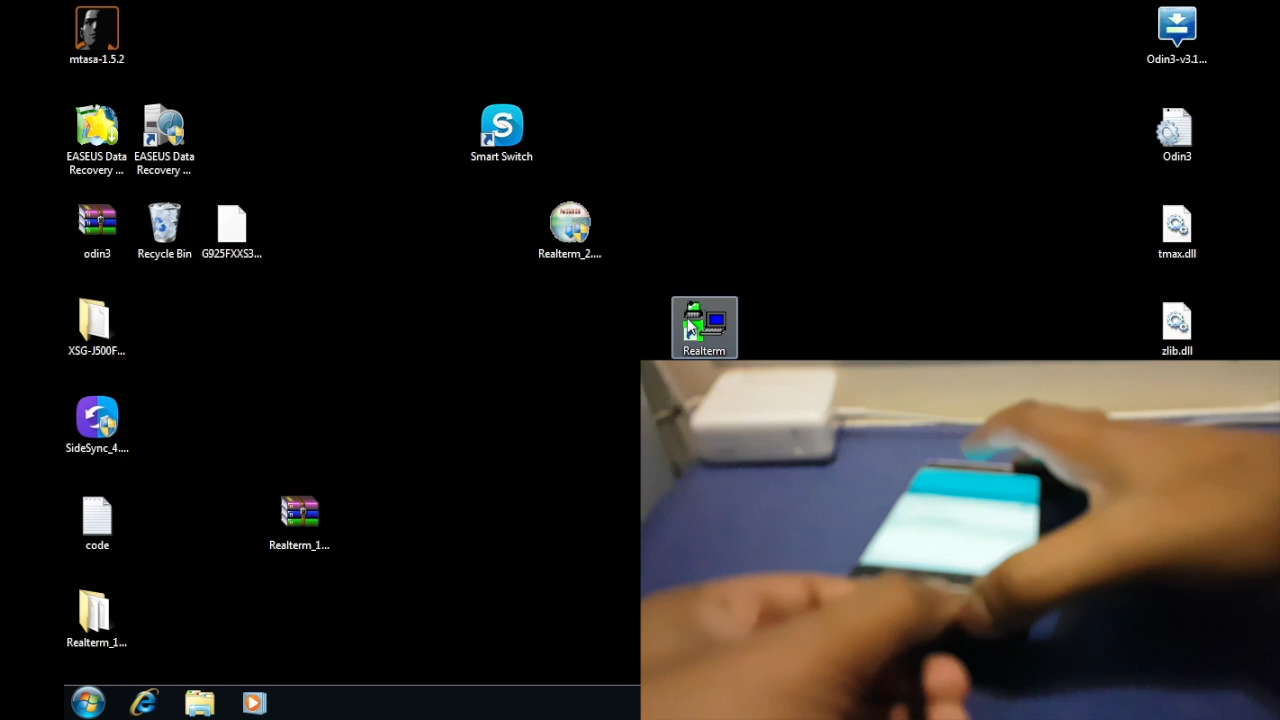 mtasa-1.5.2
Odin3-v3.1...
EASEUS Data
Recovery ...
EASEUS Data
Recovery ...
Smart Switch
Odin3
odin3
Recycle Bin
G925FXXS3...
Realterm_2....
tmax.dll
XSG-J500F...
Realterm
zlib.dll
SideSync_4....
code
Realterm_1...
Realterm_1...